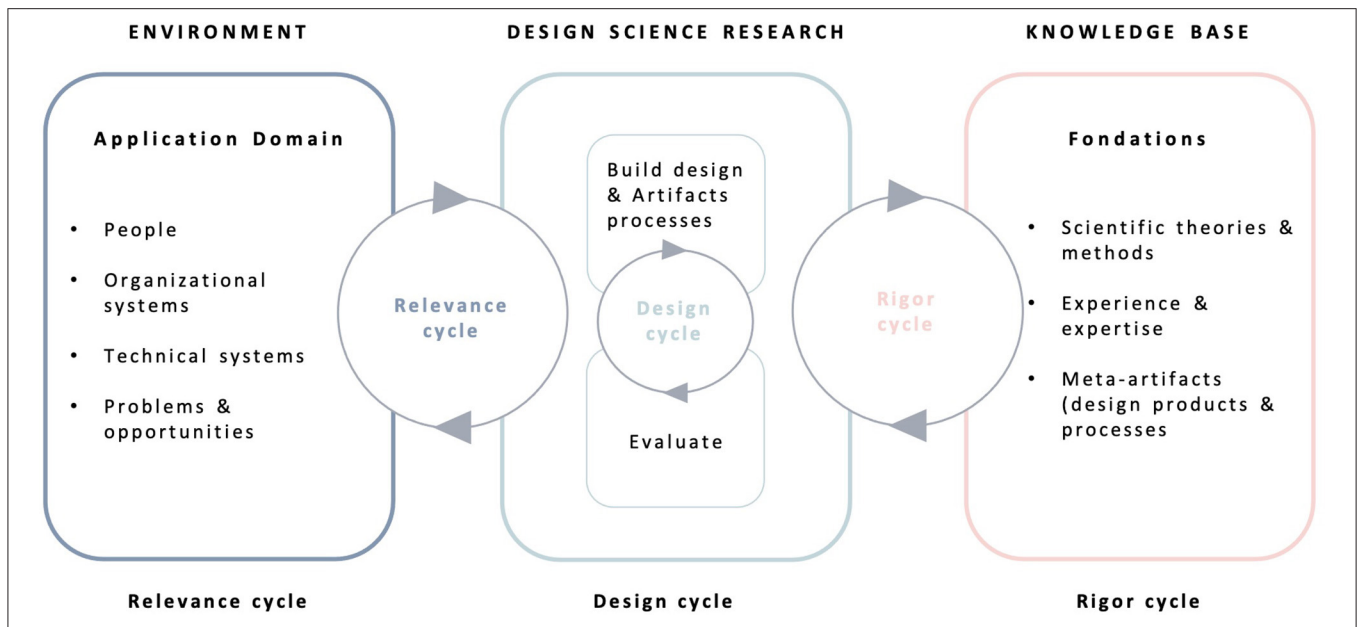 ENVIRONMENT
DESIGN SCIENCE RESEARCH
KNOWLEDGE BASE
Application Domain
• People
• Organizational
systems
• Technical systems
• Problems &
opportunities
Relevance
cycle
Build design
& Artifacts
processes
Design
cycle
Evaluate
Rigor
cycle
Fondations
• Scientific theories &
methods
• Experience &
expertise
• Meta-artifacts
(design products &
processes
Relevance cycle
Design cycle
Rigor cycle